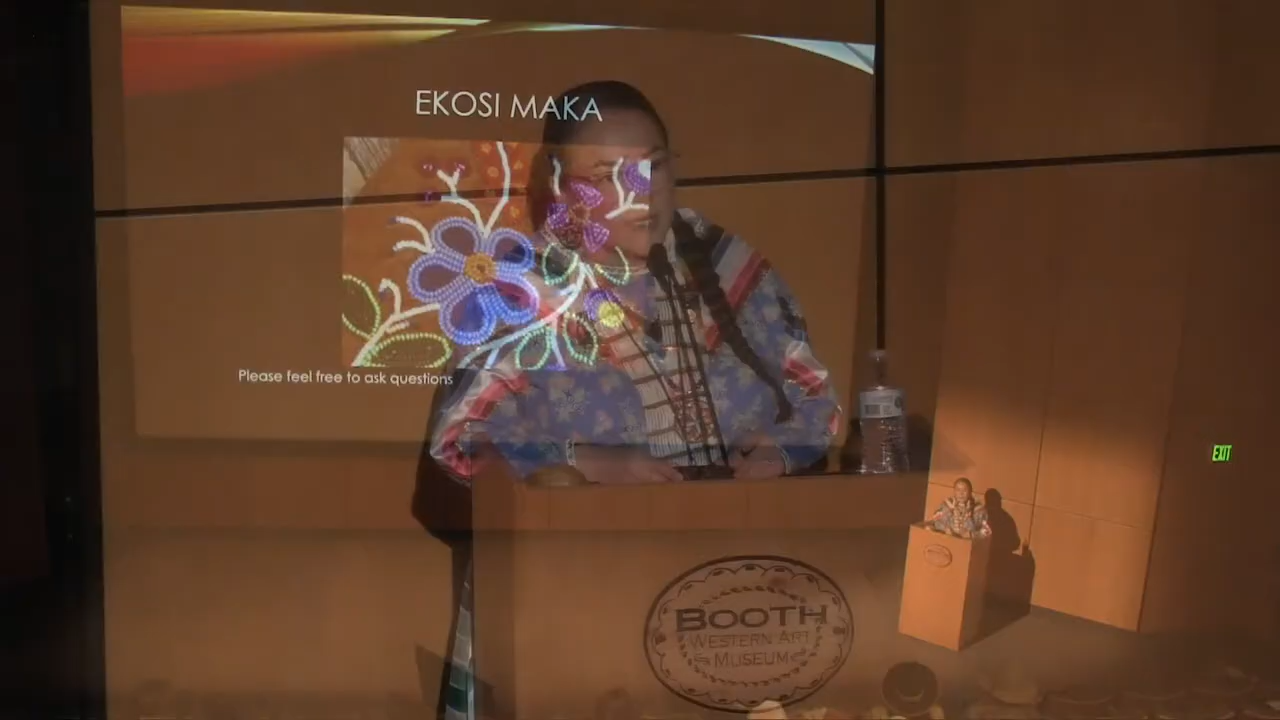 EKOSI MAKA
Please feel free to ask questions
EXIT
BOOTH
WESTERN ART
MUSEUM